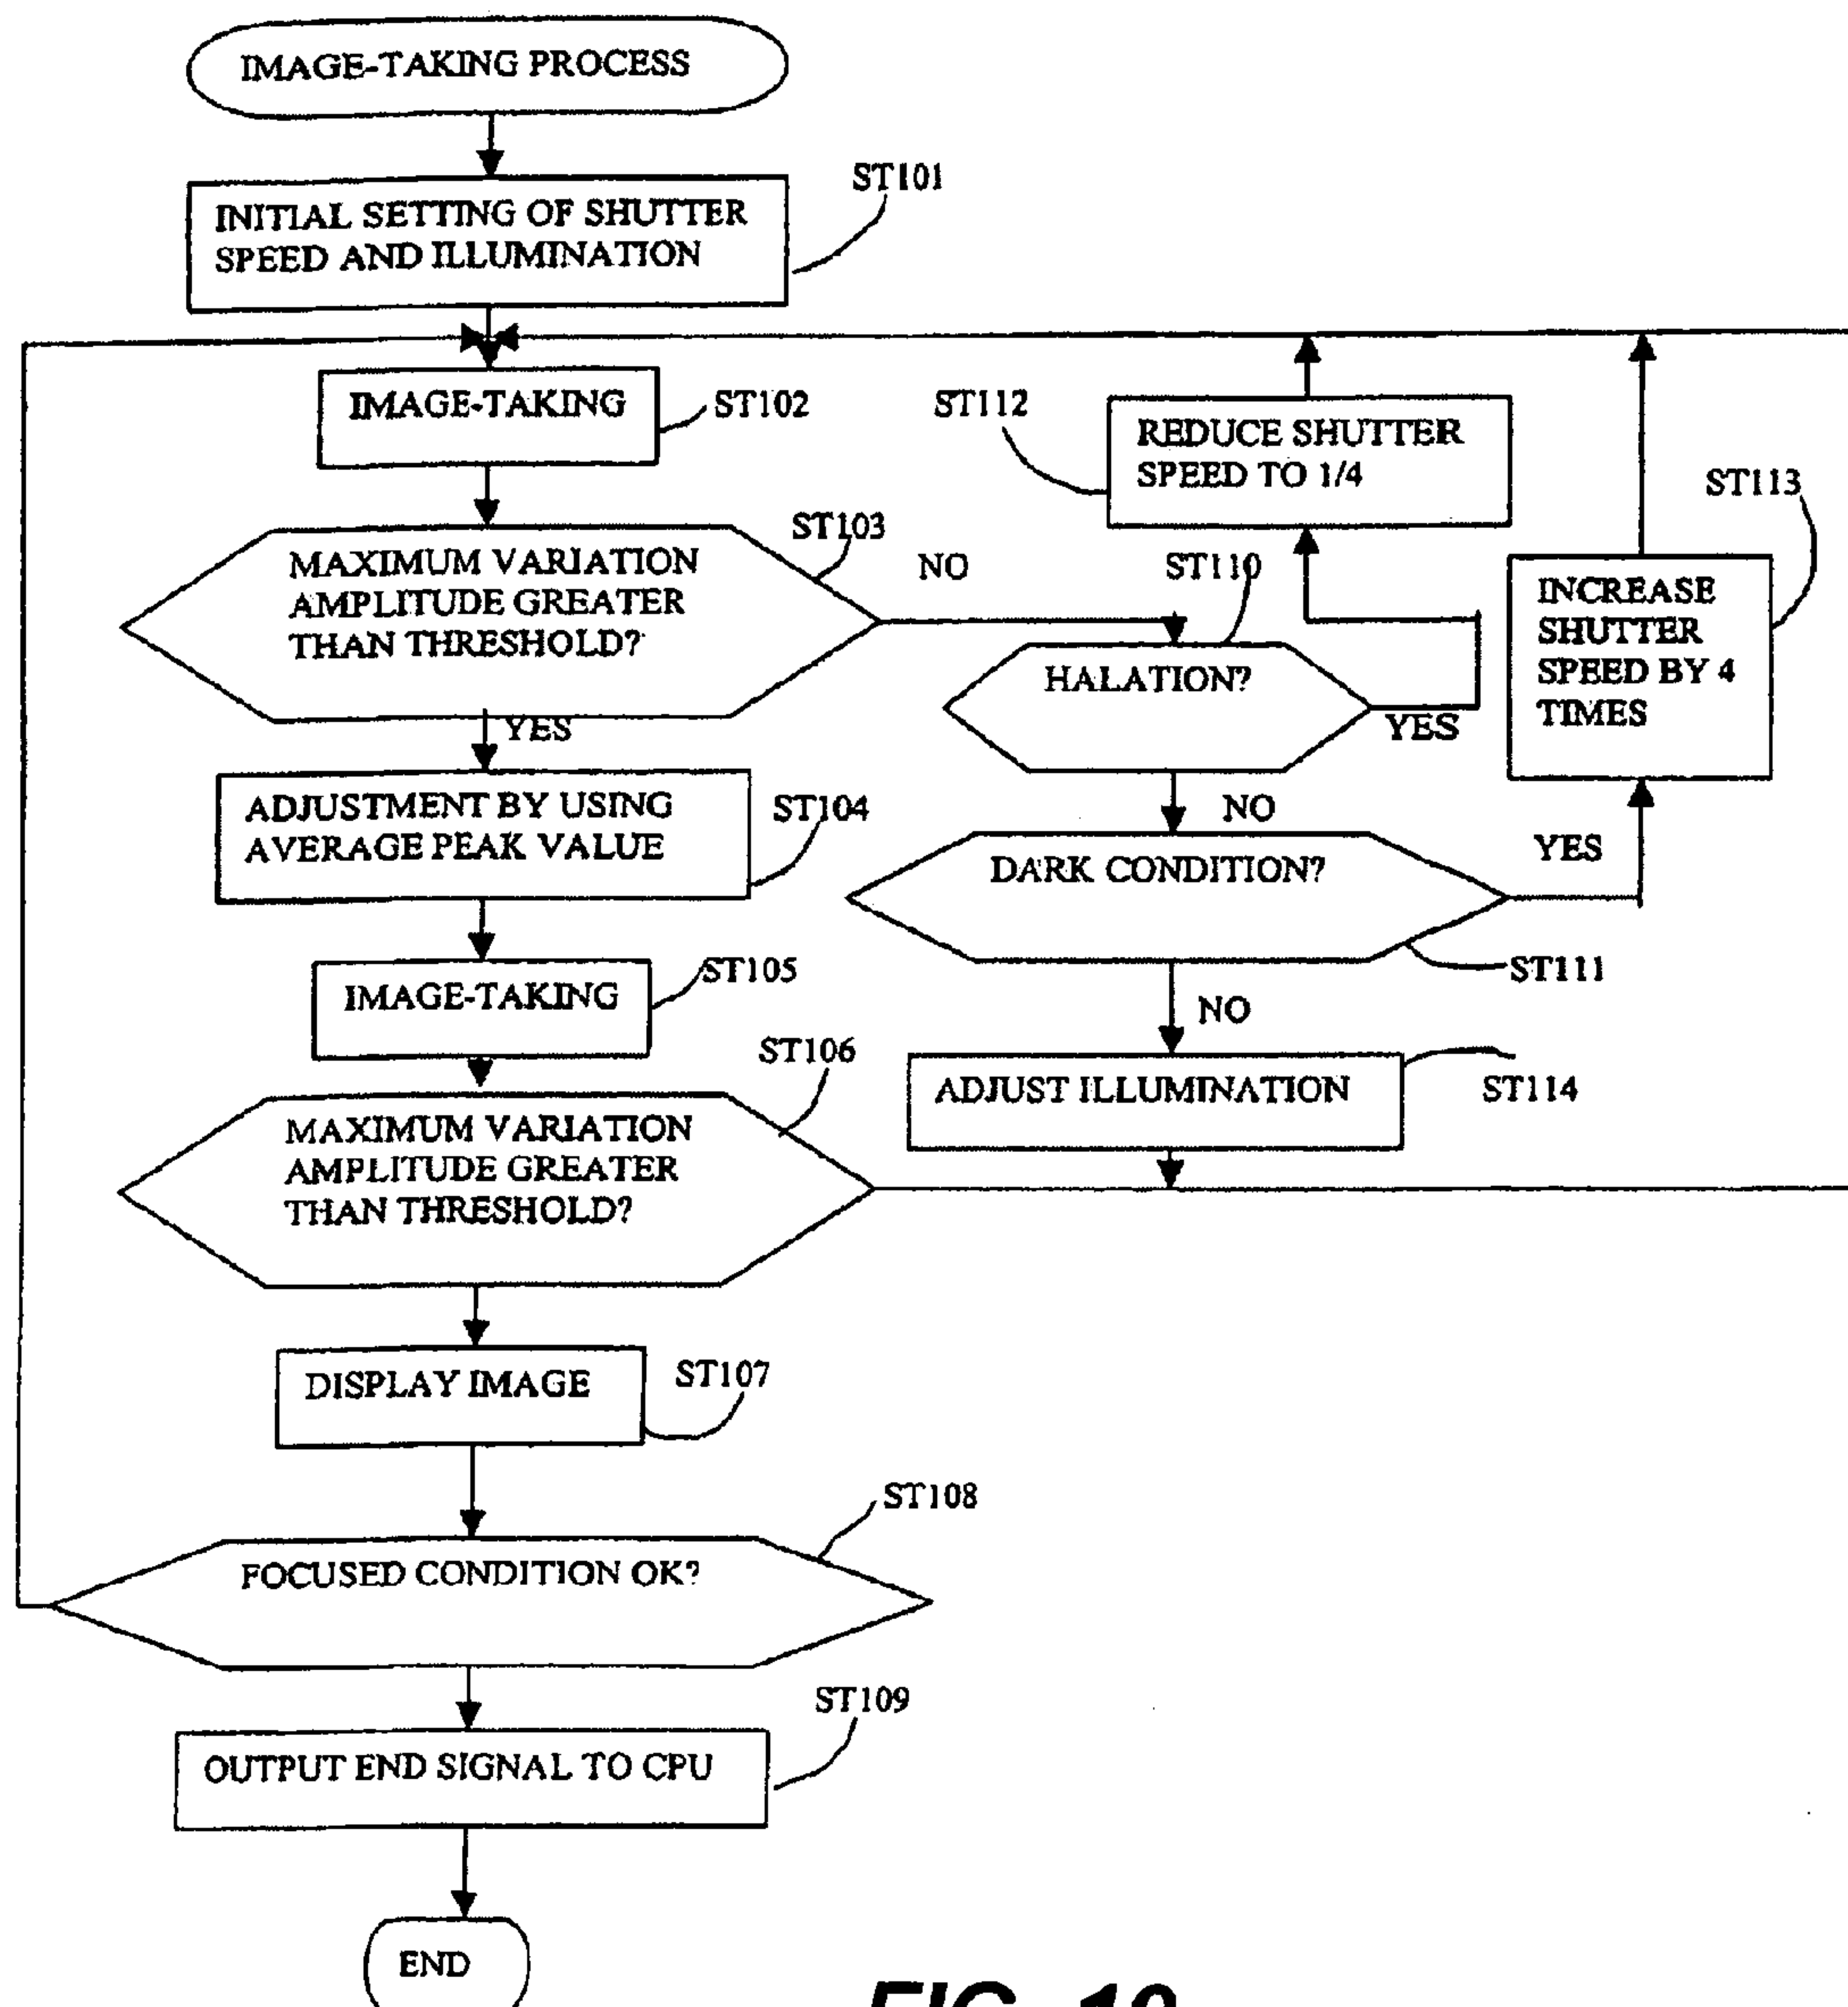 IMAGE-TAKING PROCESS
ST101
INITIAL SETTING OF SHUTTER
SPEED AND ILLUMINATION
IMAGE-TAKING
ST102
ST112
REDUCE SHUTTER
SPEED TO 1/4
ST113
ST103
MAXIMUM VARIATION
AMPLITUDE GREATER
THAN THRESHOLD?
NO
ST110
HALATION?
YES
INCREASE
SHUTTER
SPEED BY 4
TIMES
YES
ADJUSTMENT BY USING
AVERAGE PEAK VALUE
ST104
NO
DARK CONDITION?
YES
ST111
IMAGE-TAKING
ST105
NO
ST106
ADJUST ILLUMINATION
ST114
MAXIMUM VARIATION
AMPLITUDE GREATER
THAN THRESHOLD?
DISPLAY IMAGE
ST107
ST108
FOCUSED CONDITION OK?
ST109
OUTPUT END SIGNAL TO CPU
END
FIG.